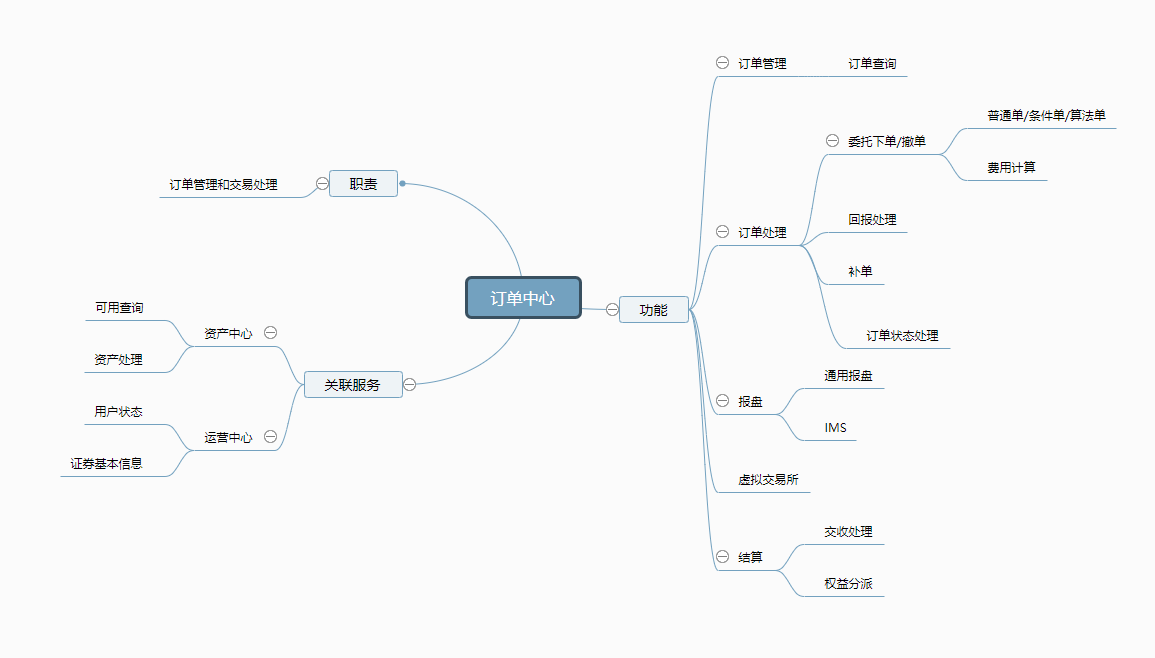 订单中心
职责
订单管理和交易处理
关联服务
资产中心
可用查询
资产处理
运营中心
用户状态
证券基本信息
功能
订单管理
订单查询
订单处理
委托下单/撤单
普通单/条件单/算法单
费用计算
回报处理
补单
订单状态处理
报盘
通用报盘
IMS
虚拟交易所
结算
交收处理
权益分派